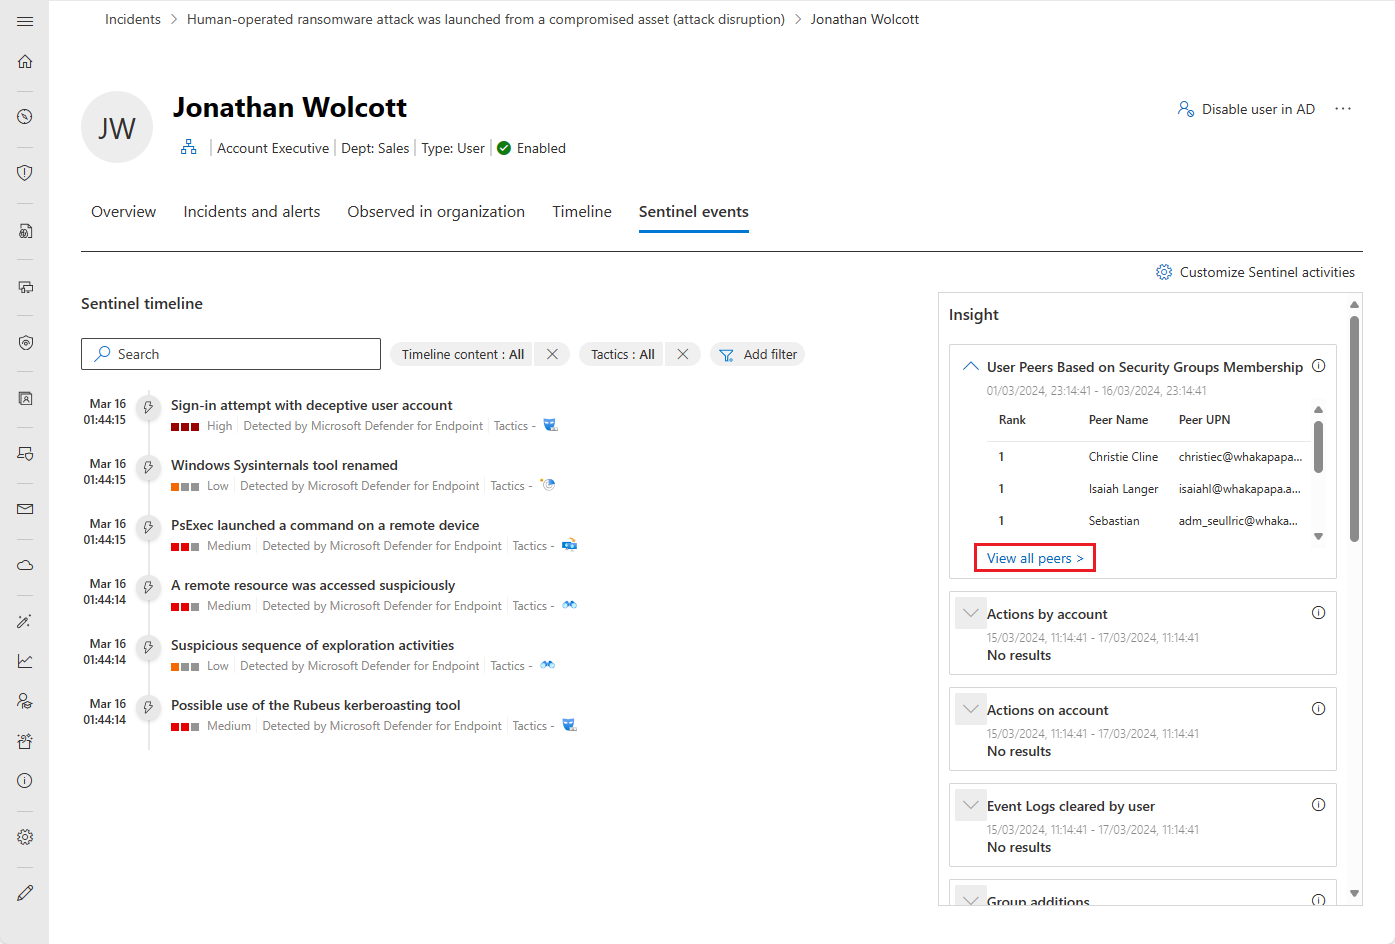 Incidents > Human-operated ransomware attack was launched from a compromised asset (attack disruption) > Jonathan Wolcott
JW
Jonathan Wolcott
Disable user in AD
Account Executive | Dept: Sales | Type: User | Enabled
Overview Incidents and alerts Observed in organization Timeline Sentinel events
Customize Sentinel activities
Sentinel timeline
Search
Timeline content : All
Tactics : All
Add filter
Mar 16
01:44:15
Sign-in attempt with deceptive user account
High Detected by Microsoft Defender for Endpoint Tactics -
Mar 16
01:44:15
Windows Sysinternals tool renamed
Low Detected by Microsoft Defender for Endpoint Tactics -
Mar 16
01:44:15
PsExec launched a command on a remote device
Medium Detected by Microsoft Defender for Endpoint Tactics -
Mar 16
01:44:14
A remote resource was accessed suspiciously
Medium Detected by Microsoft Defender for Endpoint Tactics -
Mar 16
01:44:14
Suspicious sequence of exploration activities
Low Detected by Microsoft Defender for Endpoint Tactics -
Mar 16
01:44:14
Possible use of the Rubeus kerberoasting tool
Medium Detected by Microsoft Defender for Endpoint Tactics -
Insight
User Peers Based on Security Groups Membership
01/03/2024, 23:14:41 - 16/03/2024, 23:14:41
Rank Peer Name Peer UPN
1 Christie Cline christiec@whakapapa...
1 Isaiah Langer isaiahl@whakapapa.a...
1 Sebastian adm_seullric@whaka...
View all peers >
Actions by account
15/03/2024, 11:14:41 - 17/03/2024, 11:14:41
No results
Actions on account
15/03/2024, 11:14:41 - 17/03/2024, 11:14:41
No results
Event Logs cleared by user
15/03/2024, 11:14:41 - 17/03/2024, 11:14:41
No results
Group additions